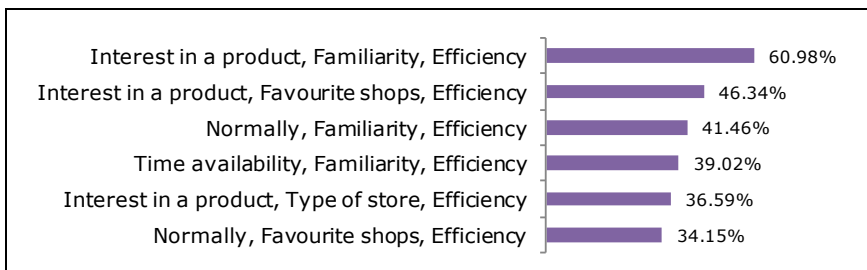 Interest in a product, Familiarity, Efficiency 60.98%
Interest in a product, Favourite shops, Efficiency 46.34%
Normally, Familiarity, Efficiency 41.46%
Time availability, Familiarity, Efficiency 39.02%
Interest in a product, Type of store, Efficiency 36.59%
Normally, Favourite shops, Efficiency 34.15%